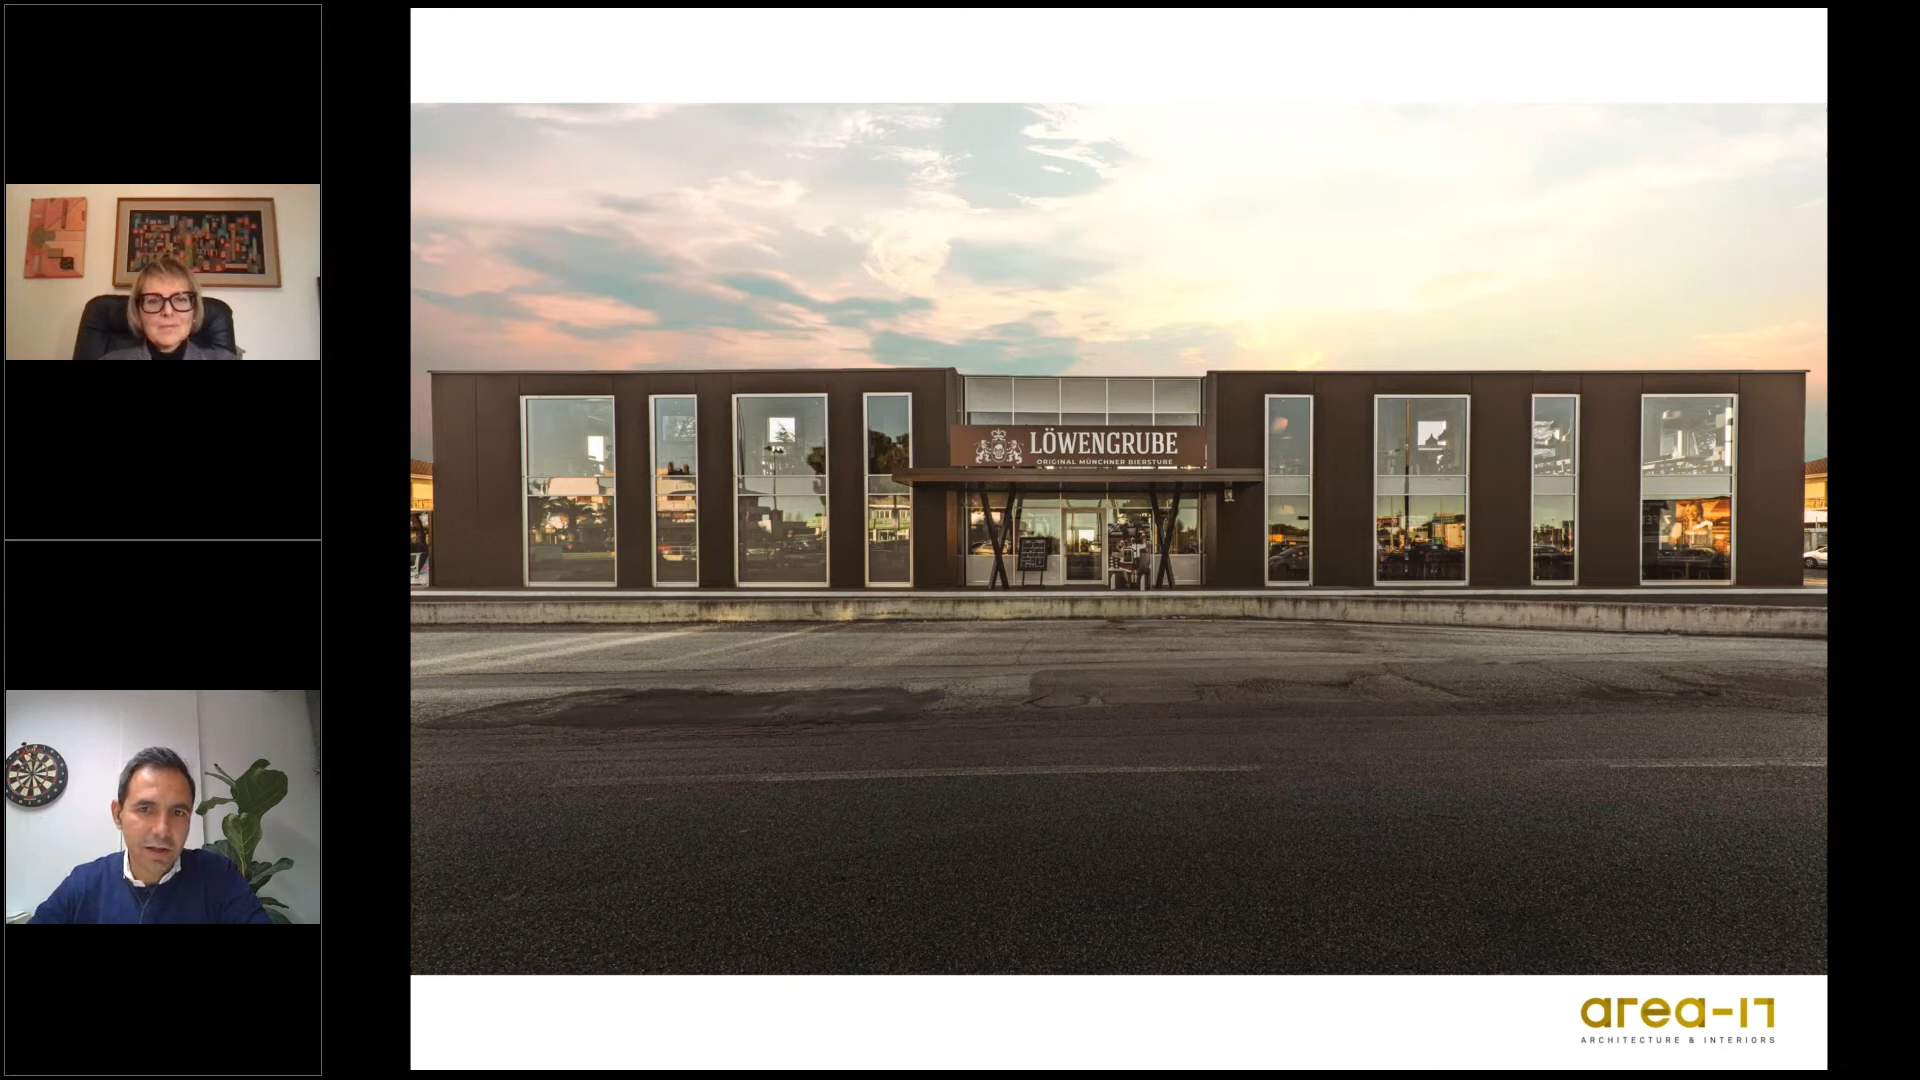 LÖWENGRUBE
ORIGINAL MÜNCHNER BIERSTUBE
area-17
ARCHITECTURE & INTERIORS